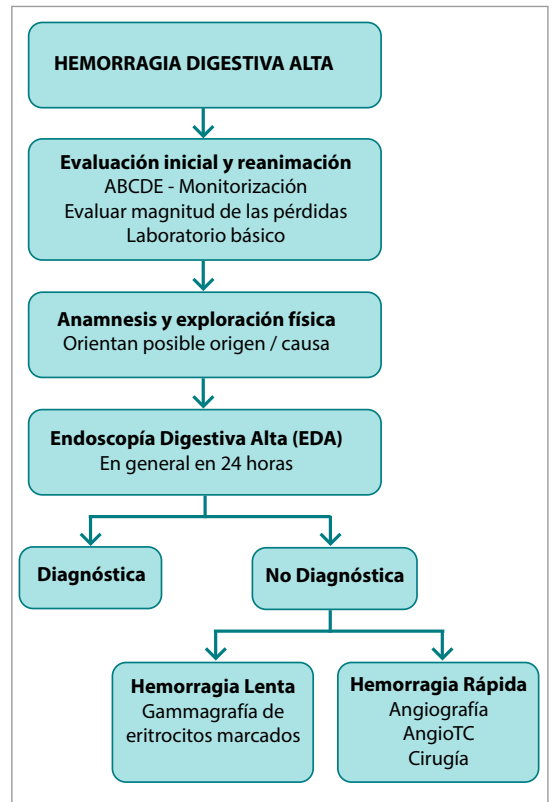 HEMORRAGIA DIGESTIVA ALTA
Evaluación inicial y reanimación
ABCDE - Monitorización
Evaluar magnitud de las pérdidas
Laboratorio básico
Anamnesis y exploración física
Orientan posible origen / causa
Endoscopía Digestiva Alta (EDA)
En general en 24 horas
Diagnóstica
No Diagnóstica
Hemorragia Lenta
Gammagrafía de
eritrocitos marcados
Hemorragia Rápida
Angiografía
AngioTC
Cirugía